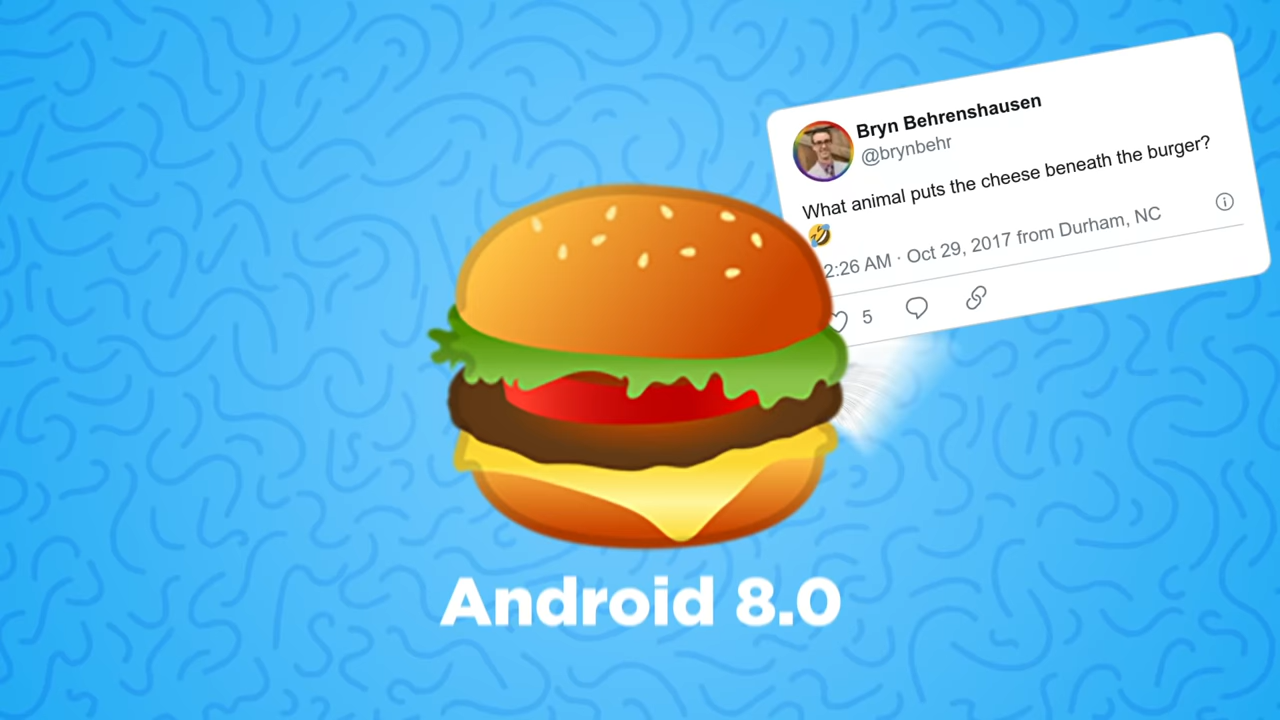 Bryn Behrenshausen
@brynbehr
What animal puts the cheese beneath the burger?
🤣
2:26 AM · Oct 29, 2017 from Durham, NC
5
Android 8.0